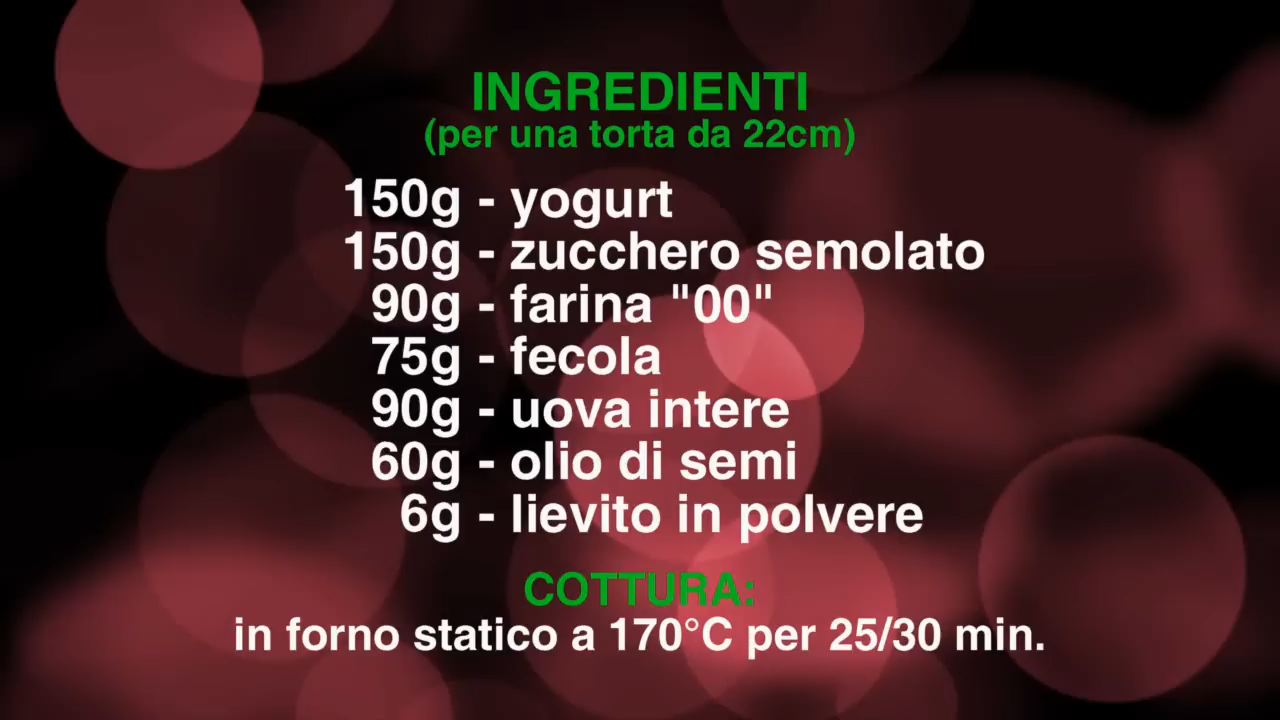 INGREDIENTI
(per una torta da 22cm)
150g - yogurt
150g - zucchero semolato
90g - farina "00"
75g - fecola
90g - uova intere
60g - olio di semi
6g - lievito in polvere
COTTURA:
in forno statico a 170°C per 25/30 min.